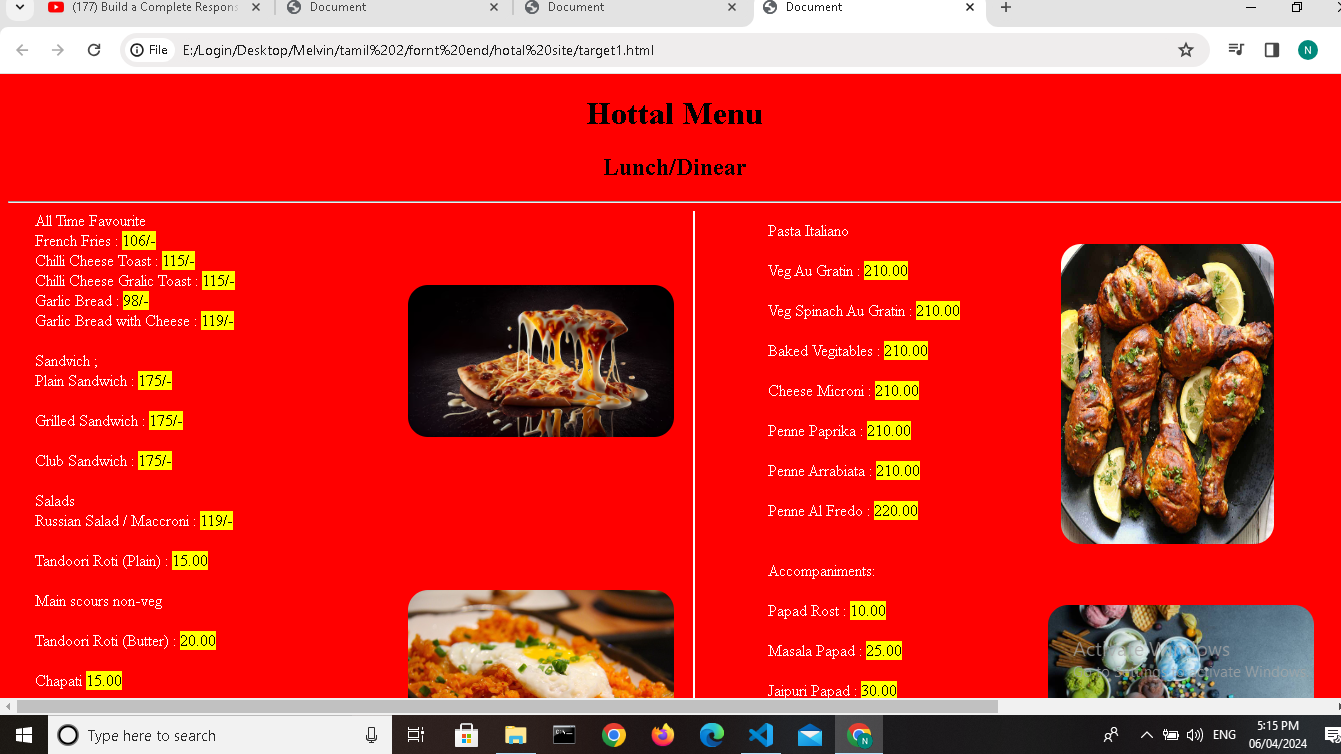 (177) Build a Complete Respons
Document
Document
Document
File
E:/Login/Desktop/Melvin/tamil%202/fornt%20end/hotal%20site/target1.html
N
Hottal Menu
Lunch/Dinear
All Time Favourite
French Fries : 106/-
Chilli Cheese Toast : 115/-
Chilli Cheese Gralic Toast : 115/-
Garlic Bread : 98/-
Garlic Bread with Cheese : 119/-
Sandvich ;
Plain Sandwich : 175/-
Grilled Sandwich : 175/-
Club Sandwich : 175/-
Salads
Russian Salad / Maccroni : 119/-
Tandoori Roti (Plain) : 15.00
Main scours non-veg
Tandoori Roti (Butter) : 20.00
Chapati 15.00
Pasta Italiano
Veg Au Gratin : 210.00
Veg Spinach Au Gratin : 210.00
Baked Vegitables : 210.00
Cheese Microni : 210.00
Penne Paprika : 210.00
Penne Arrabiata : 210.00
Penne Al Fredo : 220.00
Accompaniments:
Papad Rost : 10.00
Masala Papad : 25.00
Jaipuri Papad : 30.00
Activate Windows
Go to Settings to activate Windows
Type here to search
N
ENG
5:15 PM
06/04/2024